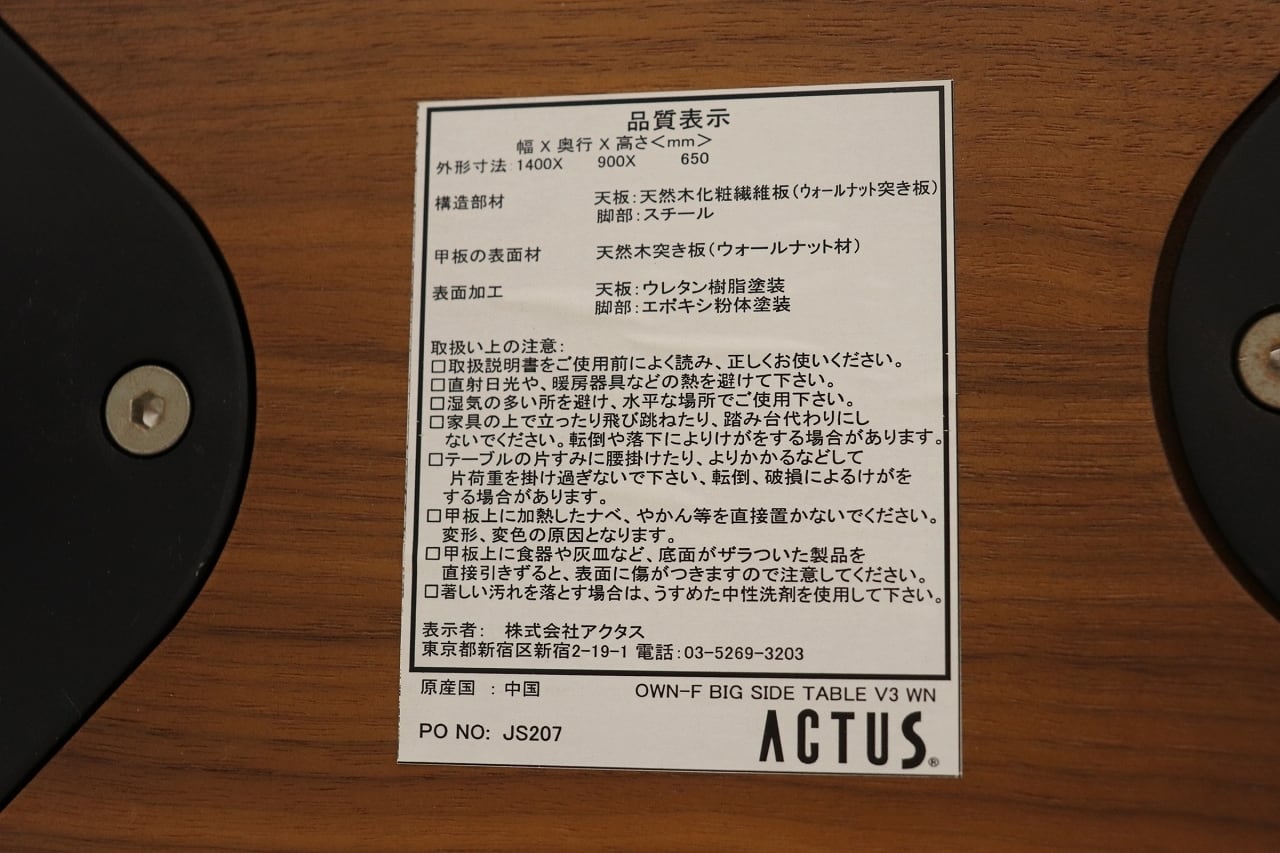 品質表示
幅 X 奥行 X 高さ<mm>
外形寸法 1400X 900X 650
構造部材 天板:天然木化粧繊維板(ウォールナット突き板)
脚部:スチール
甲板の表面材 天然木突き板(ウォールナット材)
表面加工 天板:ウレタン樹脂塗装
脚部:エポキシ粉体塗装
取扱い上の注意:
□取扱説明書をご使用前によく読み、正しくお使いください。
□直射日光や、暖房器具などの熱を避けて下さい。
□湿気の多い所を避け、水平な場所でご使用下さい。
□家具の上で立ったり飛び跳ねたり、踏み台代わりにし
ないでください。転倒や落下によりけがをする場合があります。
□テーブルの片すみに腰掛けたり、よりかかるなどして
片荷重を掛け過ぎないで下さい、転倒、破損によるけがを
する場合があります。
□甲板上に加熱したナベ、やかん等を直接置かないでください。
変形、変色の原因となります。
□甲板上に食器や灰皿など、底面がザラついた製品を
直接引きずると、表面に傷がつきますので注意してください。
□著しい汚れを落とす場合は、うすめた中性洗剤を使用して下さい。
表示者: 株式会社アクタス
東京都新宿区新宿2-19-1 電話:03-5269-3203
原産国 : 中国 OWN-F BIG SIDE TABLE V3 WN
PO NO: JS207 ACTUS®